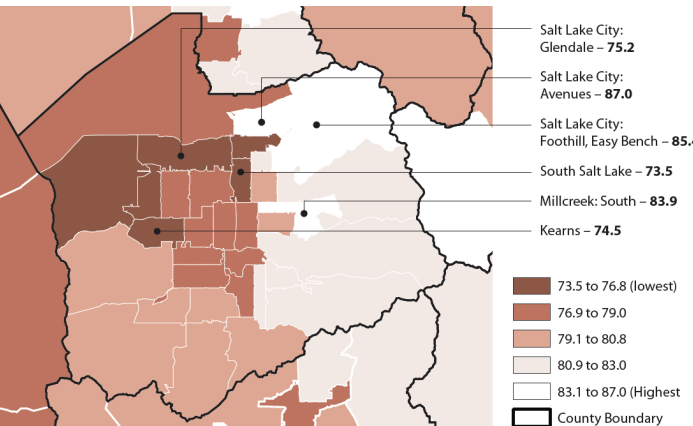 Salt Lake City:
Glendale – 75.2
Salt Lake City:
Avenues – 87.0
Salt Lake City:
Foothill, Easy Bench – 85.
South Salt Lake – 73.5
Millcreek: South – 83.9
Kearns – 74.5
73.5 to 76.8 (lowest)
76.9 to 79.0
79.1 to 80.8
80.9 to 83.0
83.1 to 87.0 (Highest
County Boundary